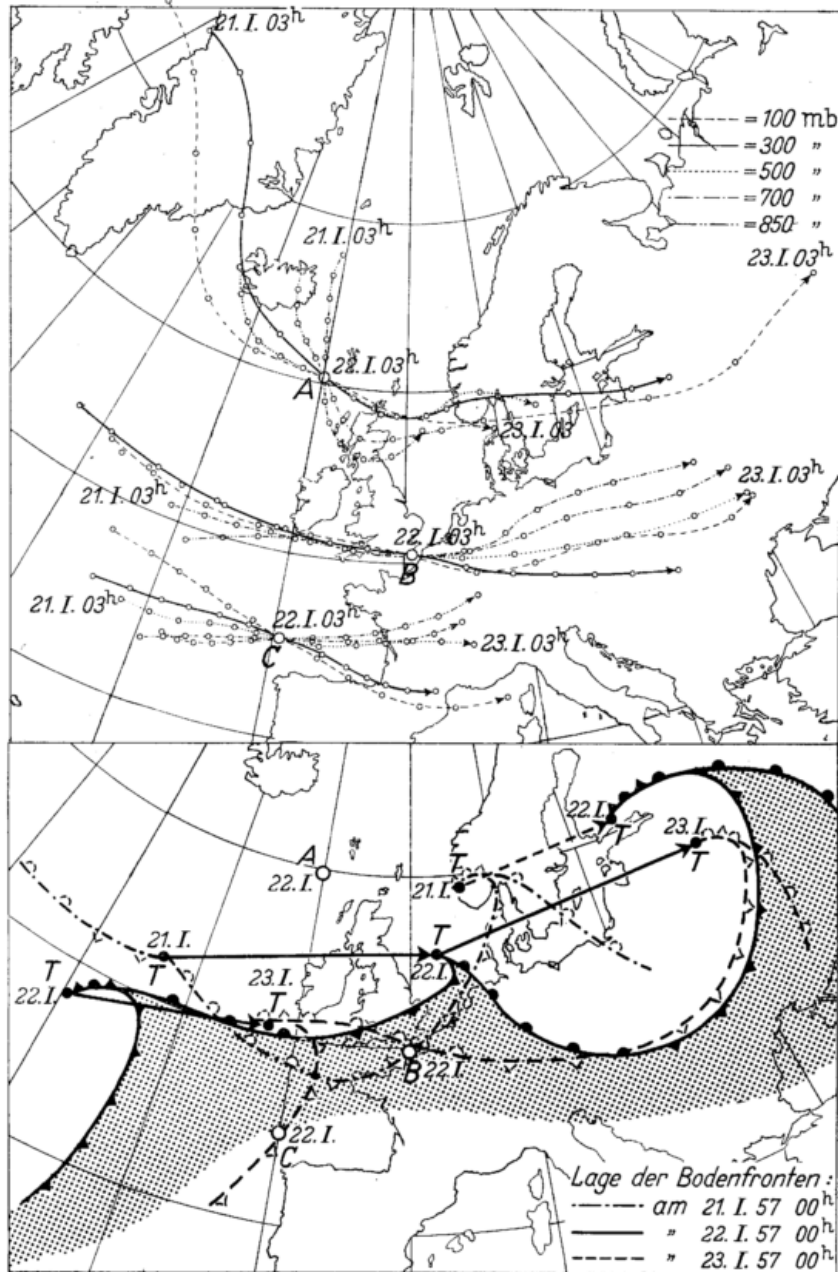 21. I. 03ʰ
---- =100 mb
—— =300 "
........ =500 "
-·-·- =700 "
-··-··- =850 "
21. I. 03ʰ
23. I. 03ʰ
22. I. 03ʰ
A
23. I. 03
21. I. 03ʰ
23. I. 03ʰ
22. I. 03ʰ
B
21. I. 03ʰ
22. I. 03ʰ
23. I. 03ʰ
C
22. I.
T
23. I.
T
A
22. I.
T
21. I.
21. I.
T
T
22. I.
T
22. I.
23. I.
T
B
22. I.
22. I.
C
Lage der Bodenfronten :
-·-·- am 21. I. 57 00ʰ
—— " 22. I. 57 00ʰ
---- " 23. I. 57 00ʰ